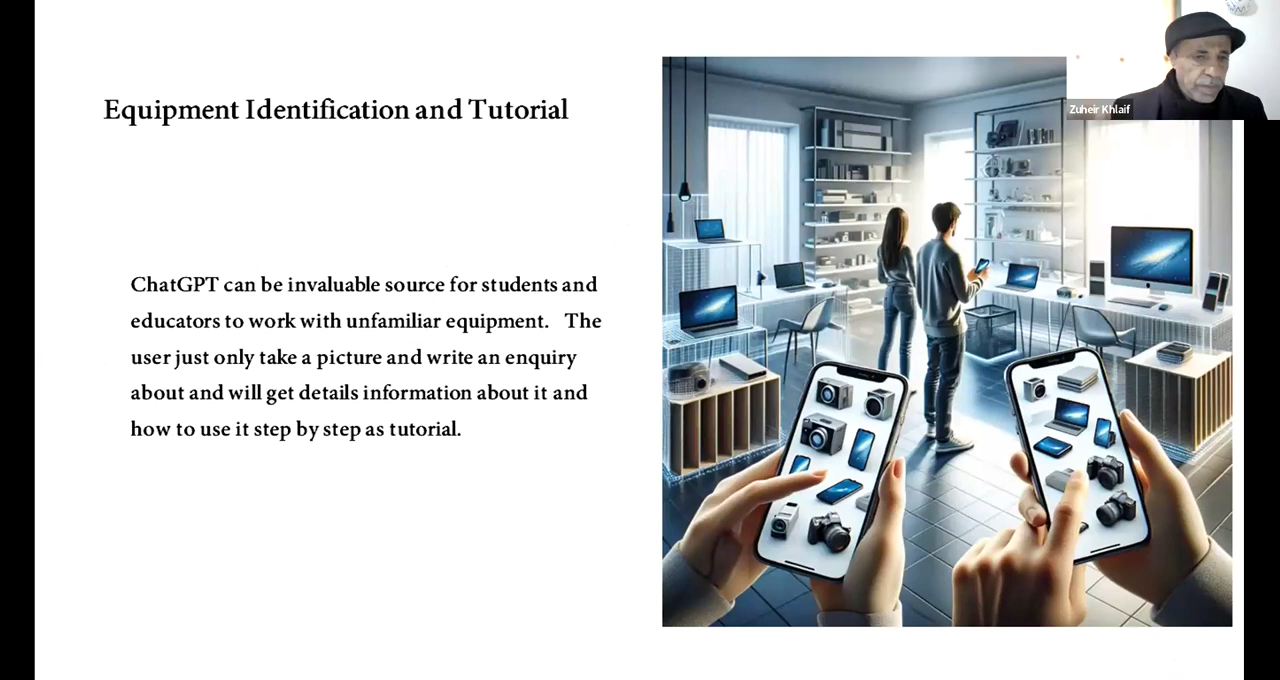 Equipment Identification and Tutorial
ChatGPT can be invaluable source for students and
educators to work with unfamiliar equipment. The
user just only take a picture and write an enquiry
about and will get details information about it and
how to use it step by step as tutorial.
Zuheir Khlaif